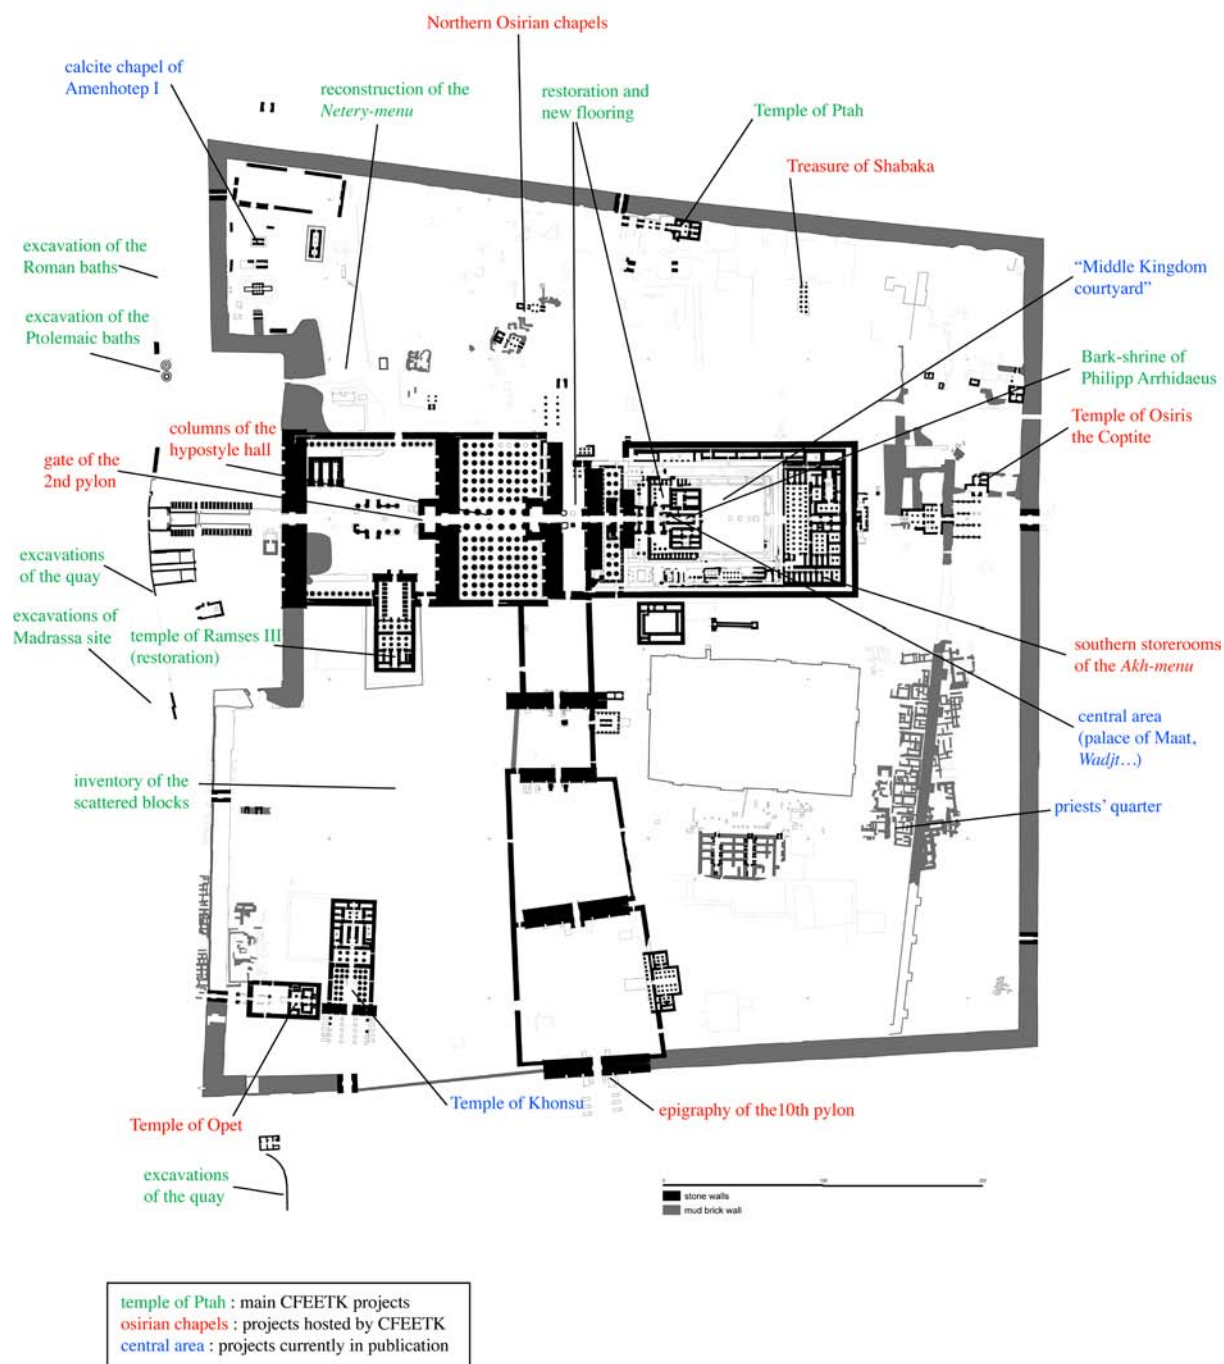 Northern Osirian chapels
calcite chapel of
Amenhotep I
reconstruction of the
Netery-menu
restoration and
new flooring
Temple of Ptah
Treasure of Shabaka
excavation of the
Roman baths
"Middle Kingdom
courtyard"
excavation of the
Ptolemaic baths
Bark-shrine of
Philipp Arrhidaeus
columns of the
hypostyle hall
Temple of Osiris
the Coptite
gate of the
2nd pylon
excavations
of the quay
excavations of
Madrassa site
temple of Ramses III
(restoration)
southern storerooms
of the Akh-menu
central area
(palace of Maat,
Wadjt…)
inventory of the
scattered blocks
priests' quarter
Temple of Khonsu
epigraphy of the10th pylon
Temple of Opet
excavations
of the quay
stone walls
mud brick wall
temple of Ptah : main CFEETK projects
osirian chapels : projects hosted by CFEETK
central area : projects currently in publication